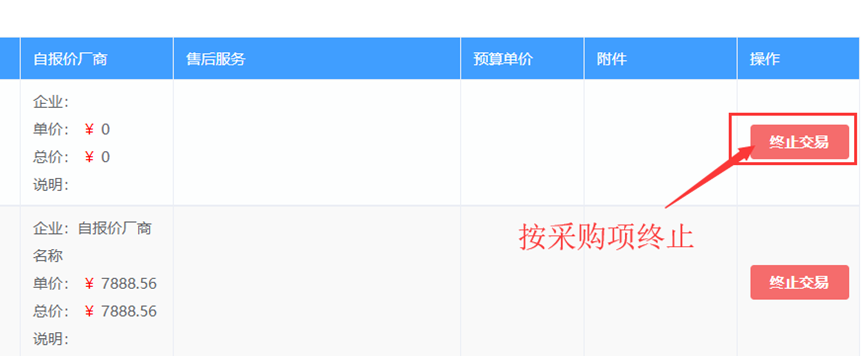 自报价厂商 售后服务 预算单价 附件 操作
企业：
单价： ¥ 0
总价： ¥ 0
说明：
终止交易
按采购项终止
企业：自报价厂商
名称
单价： ¥ 7888.56
总价： ¥ 7888.56
说明：
终止交易